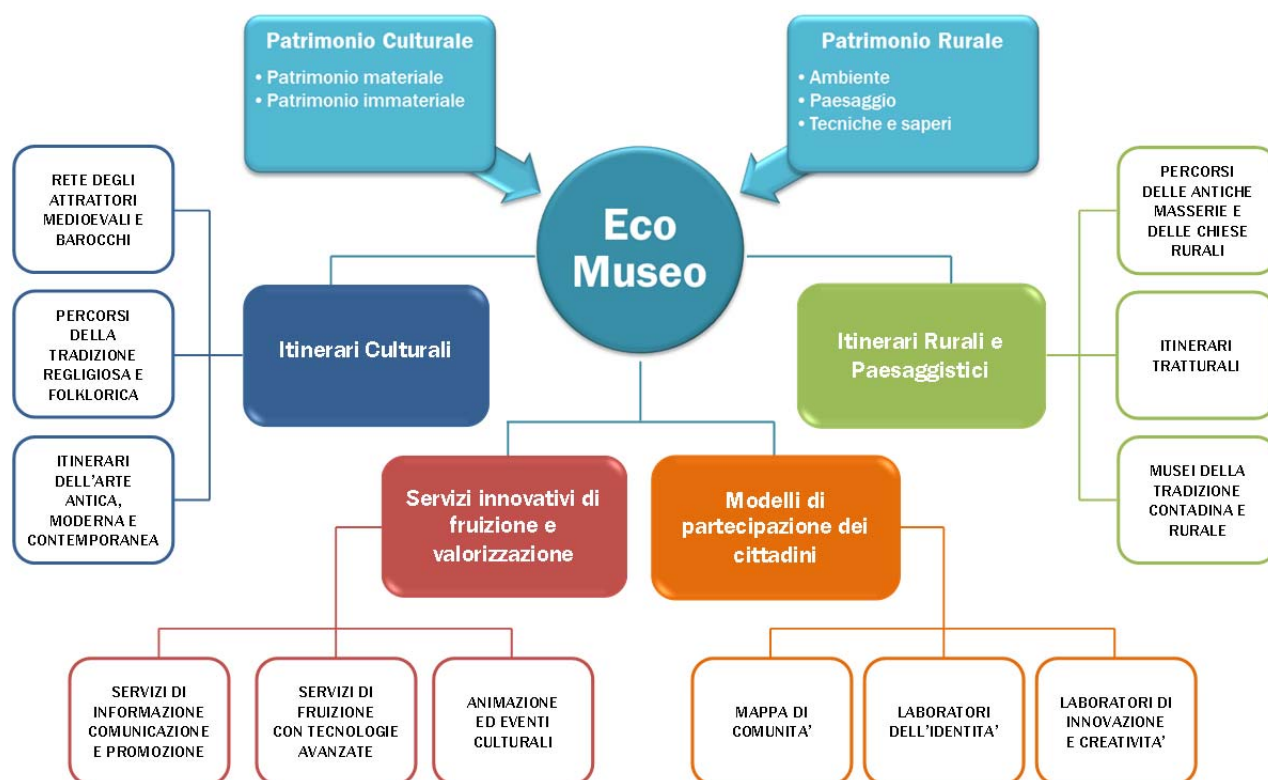 Patrimonio Culturale
• Patrimonio materiale
• Patrimonio immateriale
Patrimonio Rurale
• Ambiente
• Paesaggio
• Tecniche e saperi
Eco
Museo
Itinerari Culturali
RETE DEGLI
ATTRATTORI
MEDIOEVALI E
BAROCCHI
PERCORSI
DELLA
TRADIZIONE
REGLIGIOSA E
FOLKLORICA
ITINERARI
DELL’ARTE
ANTICA,
MODERNA E
CONTEMPORANEA
Itinerari Rurali e
Paesaggistici
PERCORSI
DELLE ANTICHE
MASSERIE E
DELLE CHIESE
RURALI
ITINERARI
TRATTURALI
MUSEI DELLA
TRADIZIONE
CONTADINA E
RURALE
Servizi innovativi di
fruizione e
valorizzazione
SERVIZI DI
INFORMAZIONE
COMUNICAZIONE
E PROMOZIONE
SERVIZI DI
FRUIZIONE
CON TECNOLOGIE
AVANZATE
ANIMAZIONE
ED EVENTI
CULTURALI
Modelli di
partecipazione dei
cittadini
MAPPA DI
COMUNITA’
LABORATORI
DELL’IDENTITA’
LABORATORI DI
INNOVAZIONE
E CREATIVITA’